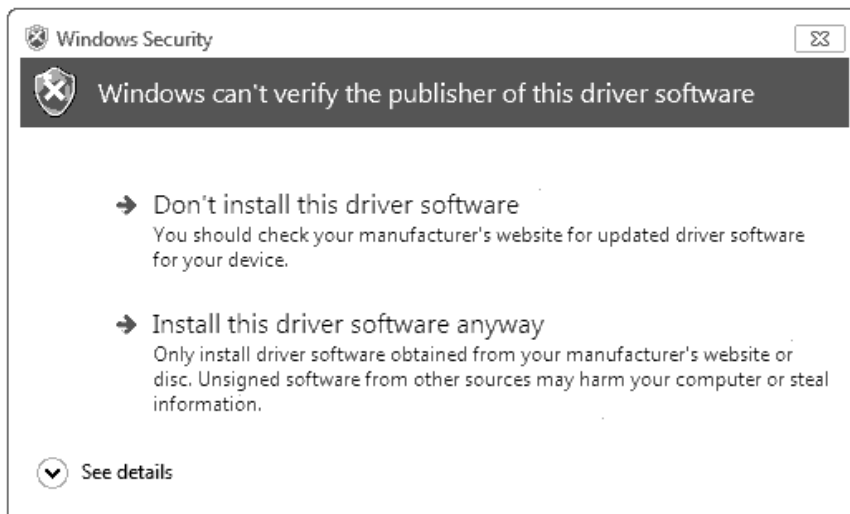 Windows Security
Windows can't verify the publisher of this driver software
Don't install this driver software
You should check your manufacturer's website for updated driver software
for your device.
Install this driver software anyway
Only install driver software obtained from your manufacturer's website or
disc. Unsigned software from other sources may harm your computer or steal
information.
See details